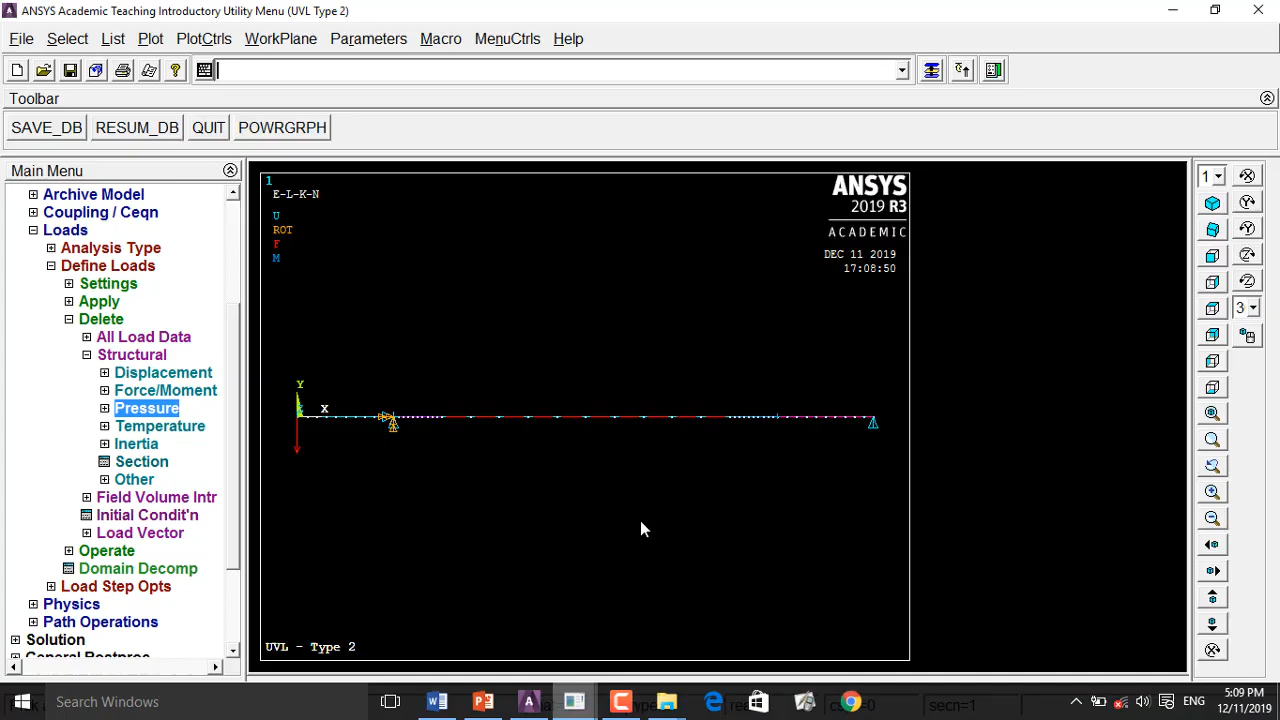 ANSYS Academic Teaching Introductory Utility Menu (UVL Type 2)
File Select List Plot PlotCtrls WorkPlane Parameters Macro MenuCtrls Help
Toolbar
SAVE_DB RESUM_DB QUIT POWRGRPH
Main Menu
Archive Model
Coupling / Ceqn
Loads
Analysis Type
Define Loads
Settings
Apply
Delete
All Load Data
Structural
Displacement
Force/Moment
Pressure
Temperature
Inertia
Section
Other
Field Volume Intr
Initial Condit'n
Load Vector
Operate
Domain Decomp
Load Step Opts
Physics
Path Operations
Solution
General Postproc
1
E-L-K-N
U
ROT
F
M
ANSYS
2019 R3
ACADEMIC
DEC 11 2019
17:08:50
Y
X
UVL - Type 2
1
3
Search Windows
secn=1
ENG
5:09 PM
12/11/2019